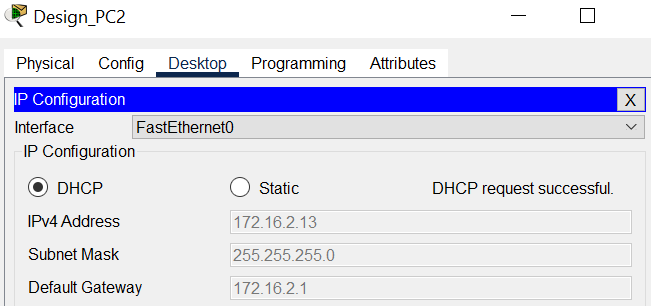 Design_PC2
Physical Config Desktop Programming Attributes
IP Configuration X
Interface FastEthernet0
IP Configuration
DHCP Static DHCP request successful.
IPv4 Address 172.16.2.13
Subnet Mask 255.255.255.0
Default Gateway 172.16.2.1